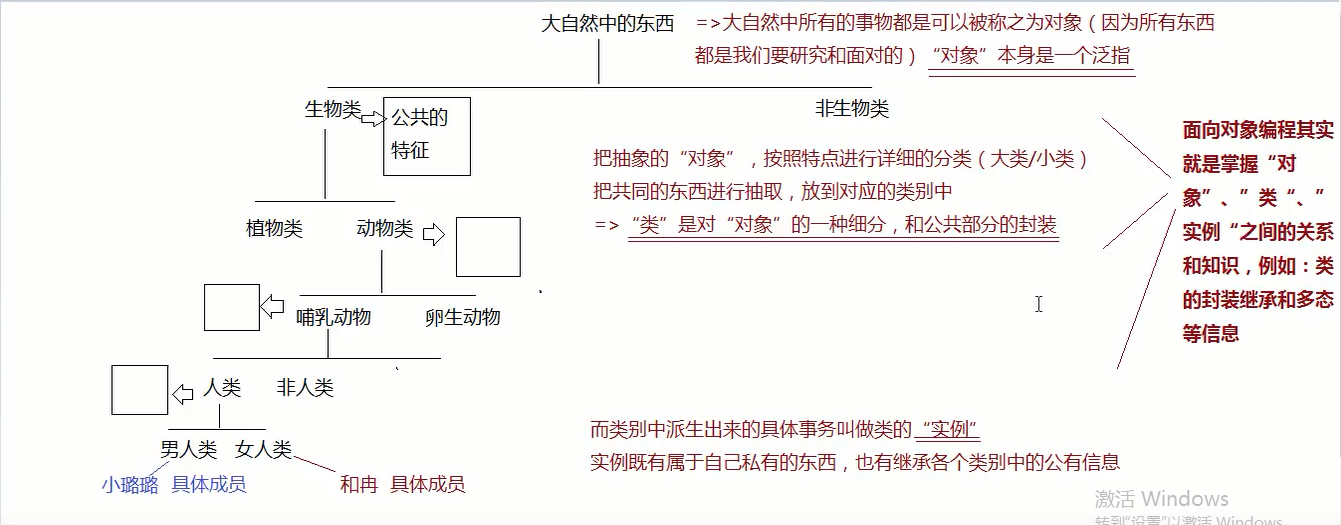 大自然中的东西
=>大自然中所有的事物都是可以被称之为对象（因为所有东西
都是我们要研究和面对的）“对象”本身是一个泛指
生物类
公共的
特征
非生物类
把抽象的“对象”，按照特点进行详细的分类（大类/小类）
把共同的东西进行抽取，放到对应的类别中
=> “类”是对“对象”的一种细分，和公共部分的封装
面向对象编程其实
就是掌握“对
象”、”类“、”
实例“之间的关系
和知识，例如：类
的封装继承和多态
等信息
植物类
动物类
哺乳动物
卵生动物
人类
非人类
男人类
女人类
小璐璐 具体成员
和冉 具体成员
而类别中派生出来的具体事务叫做类的“实例”
实例既有属于自己私有的东西，也有继承各个类别中的公有信息
激活 Windows
转到“设置”以激活 Windows